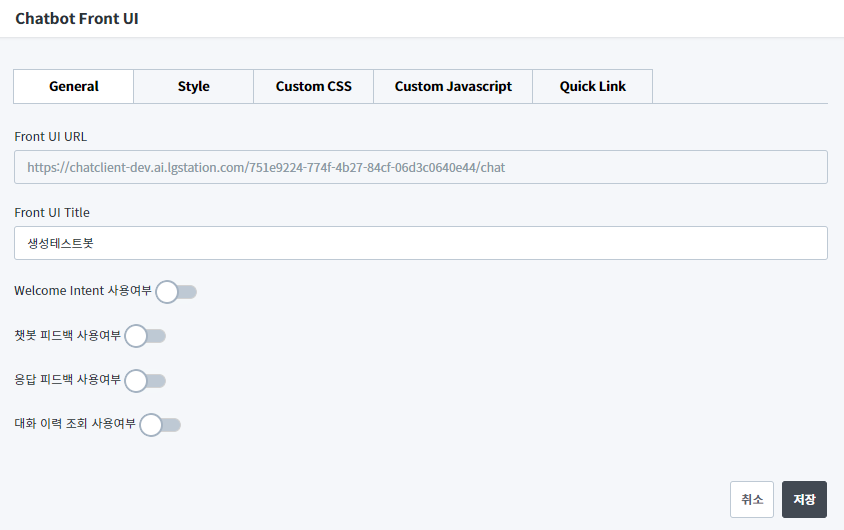 Chatbot Front UI
General Style Custom CSS Custom Javascript Quick Link
Front UI URL
https://chatclient-dev.ai.lgstation.com/751e9224-774f-4b27-84cf-06d3c0640e44/chat
Front UI Title
생성테스트봇
Welcome Intent 사용여부
챗봇 피드백 사용여부
응답 피드백 사용여부
대화 이력 조회 사용여부
취소 저장